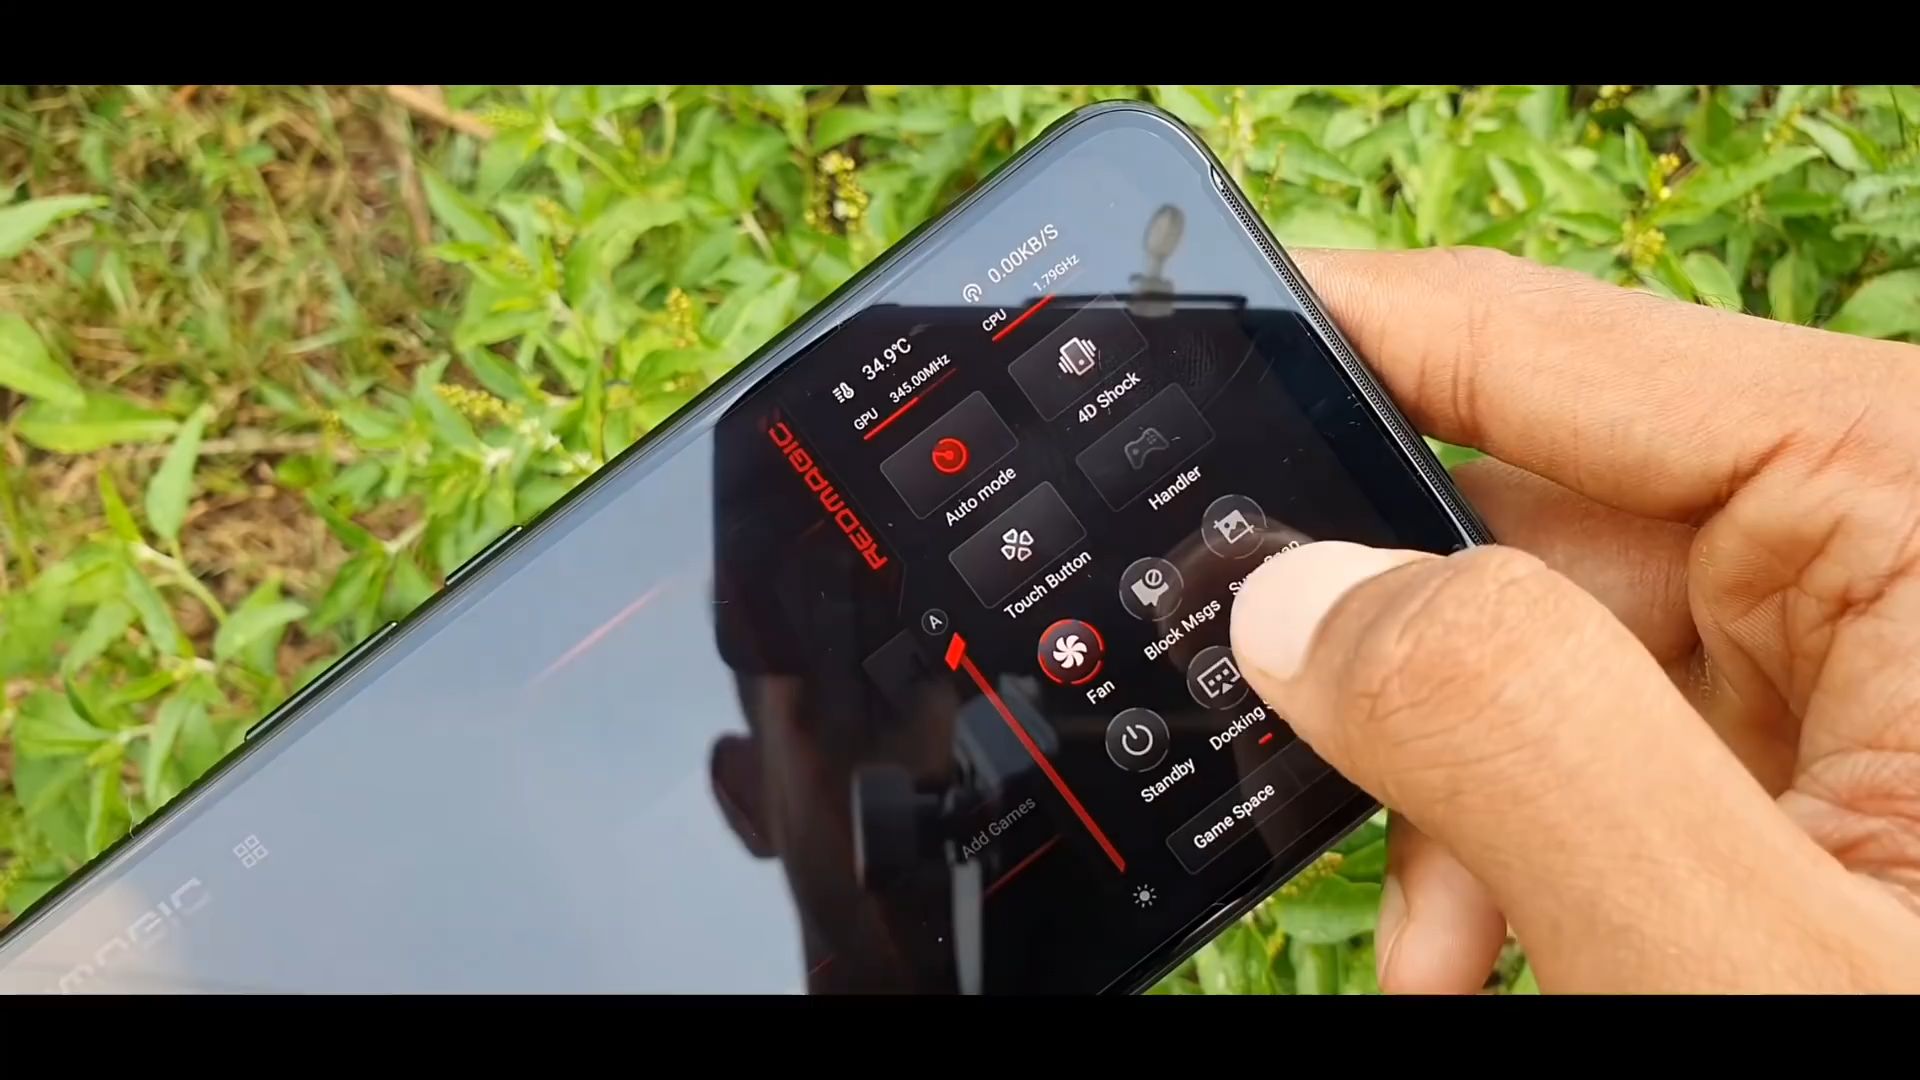 34.9℃
0.00KB/S
GPU 345.00MHz
CPU 1.79GHz
REDMAGIC
Auto mode
4D Shock
Touch Button
Handler
A
Fan
Block Msgs
Standby
Docking
Add Games
Game Space